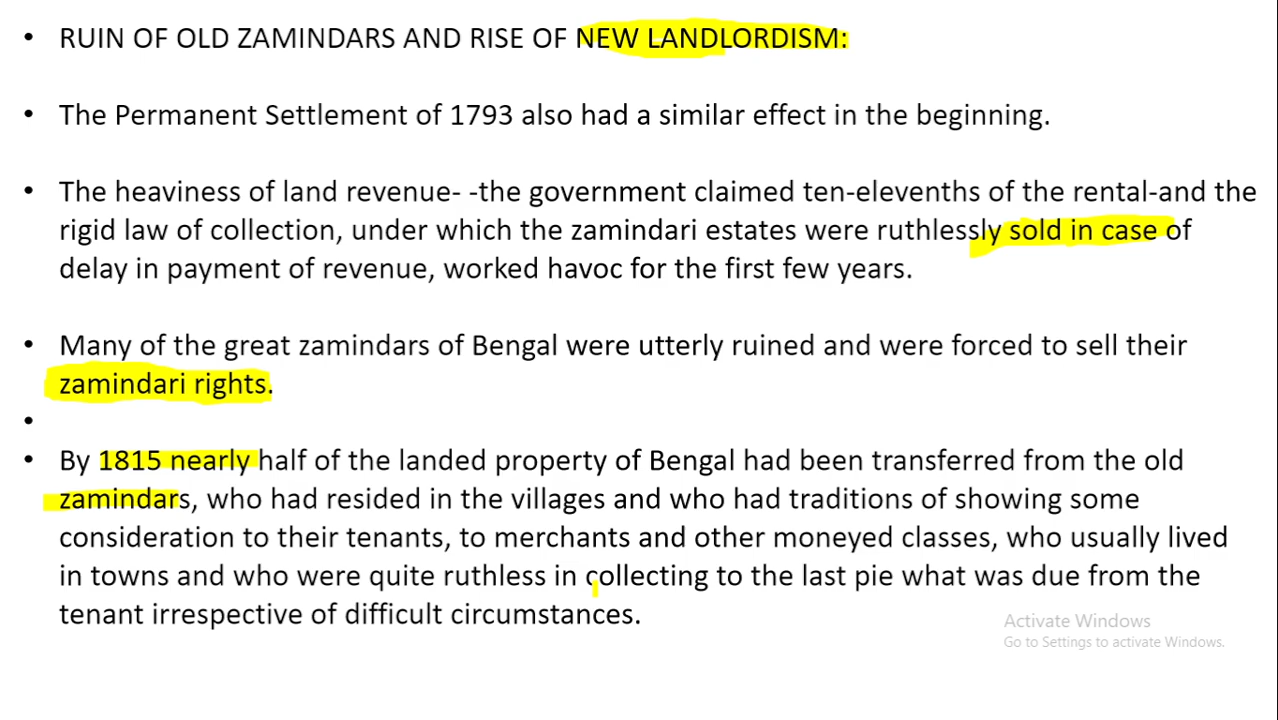 • RUIN OF OLD ZAMINDARS AND RISE OF NEW LANDLORDISM:
• The Permanent Settlement of 1793 also had a similar effect in the beginning.
• The heaviness of land revenue- -the government claimed ten-elevenths of the rental-and the
rigid law of collection, under which the zamindari estates were ruthlessly sold in case of
delay in payment of revenue, worked havoc for the first few years.
• Many of the great zamindars of Bengal were utterly ruined and were forced to sell their
zamindari rights.
•
• By 1815 nearly half of the landed property of Bengal had been transferred from the old
zamindars, who had resided in the villages and who had traditions of showing some
consideration to their tenants, to merchants and other moneyed classes, who usually lived
in towns and who were quite ruthless in collecting to the last pie what was due from the
tenant irrespective of difficult circumstances.
Activate Windows
Go to Settings to activate Windows.